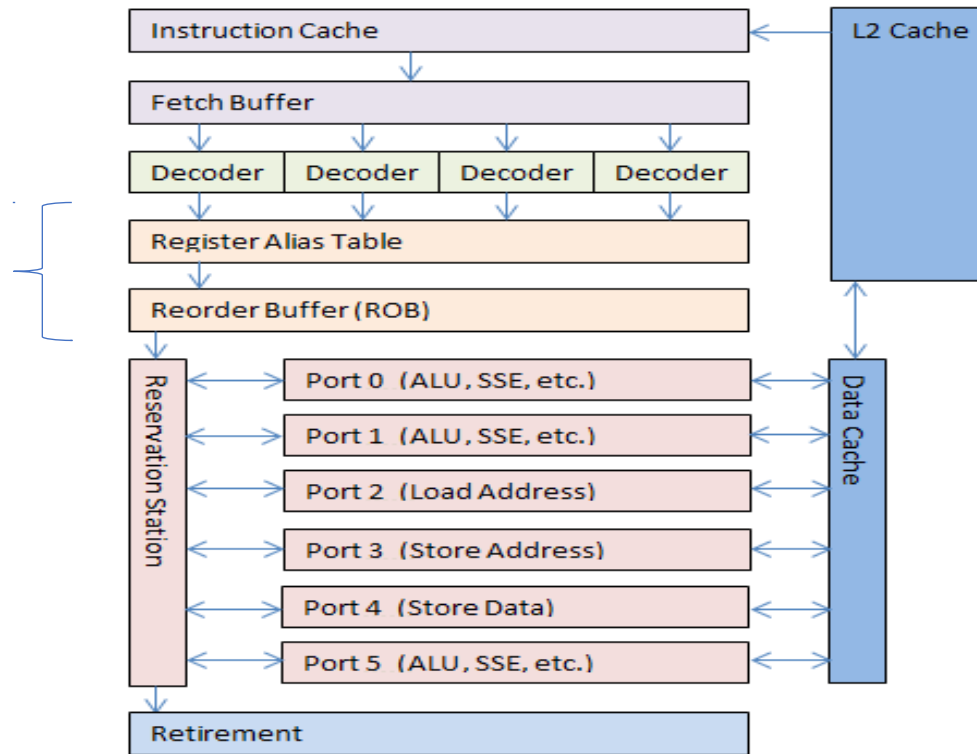 Instruction Cache
L2 Cache
Fetch Buffer
Decoder
Decoder
Decoder
Decoder
Register Alias Table
Reorder Buffer (ROB)
Reservation Station
Port 0 (ALU, SSE, etc.)
Port 1 (ALU, SSE, etc.)
Port 2 (Load Address)
Port 3 (Store Address)
Port 4 (Store Data)
Port 5 (ALU, SSE, etc.)
Data Cache
Retirement